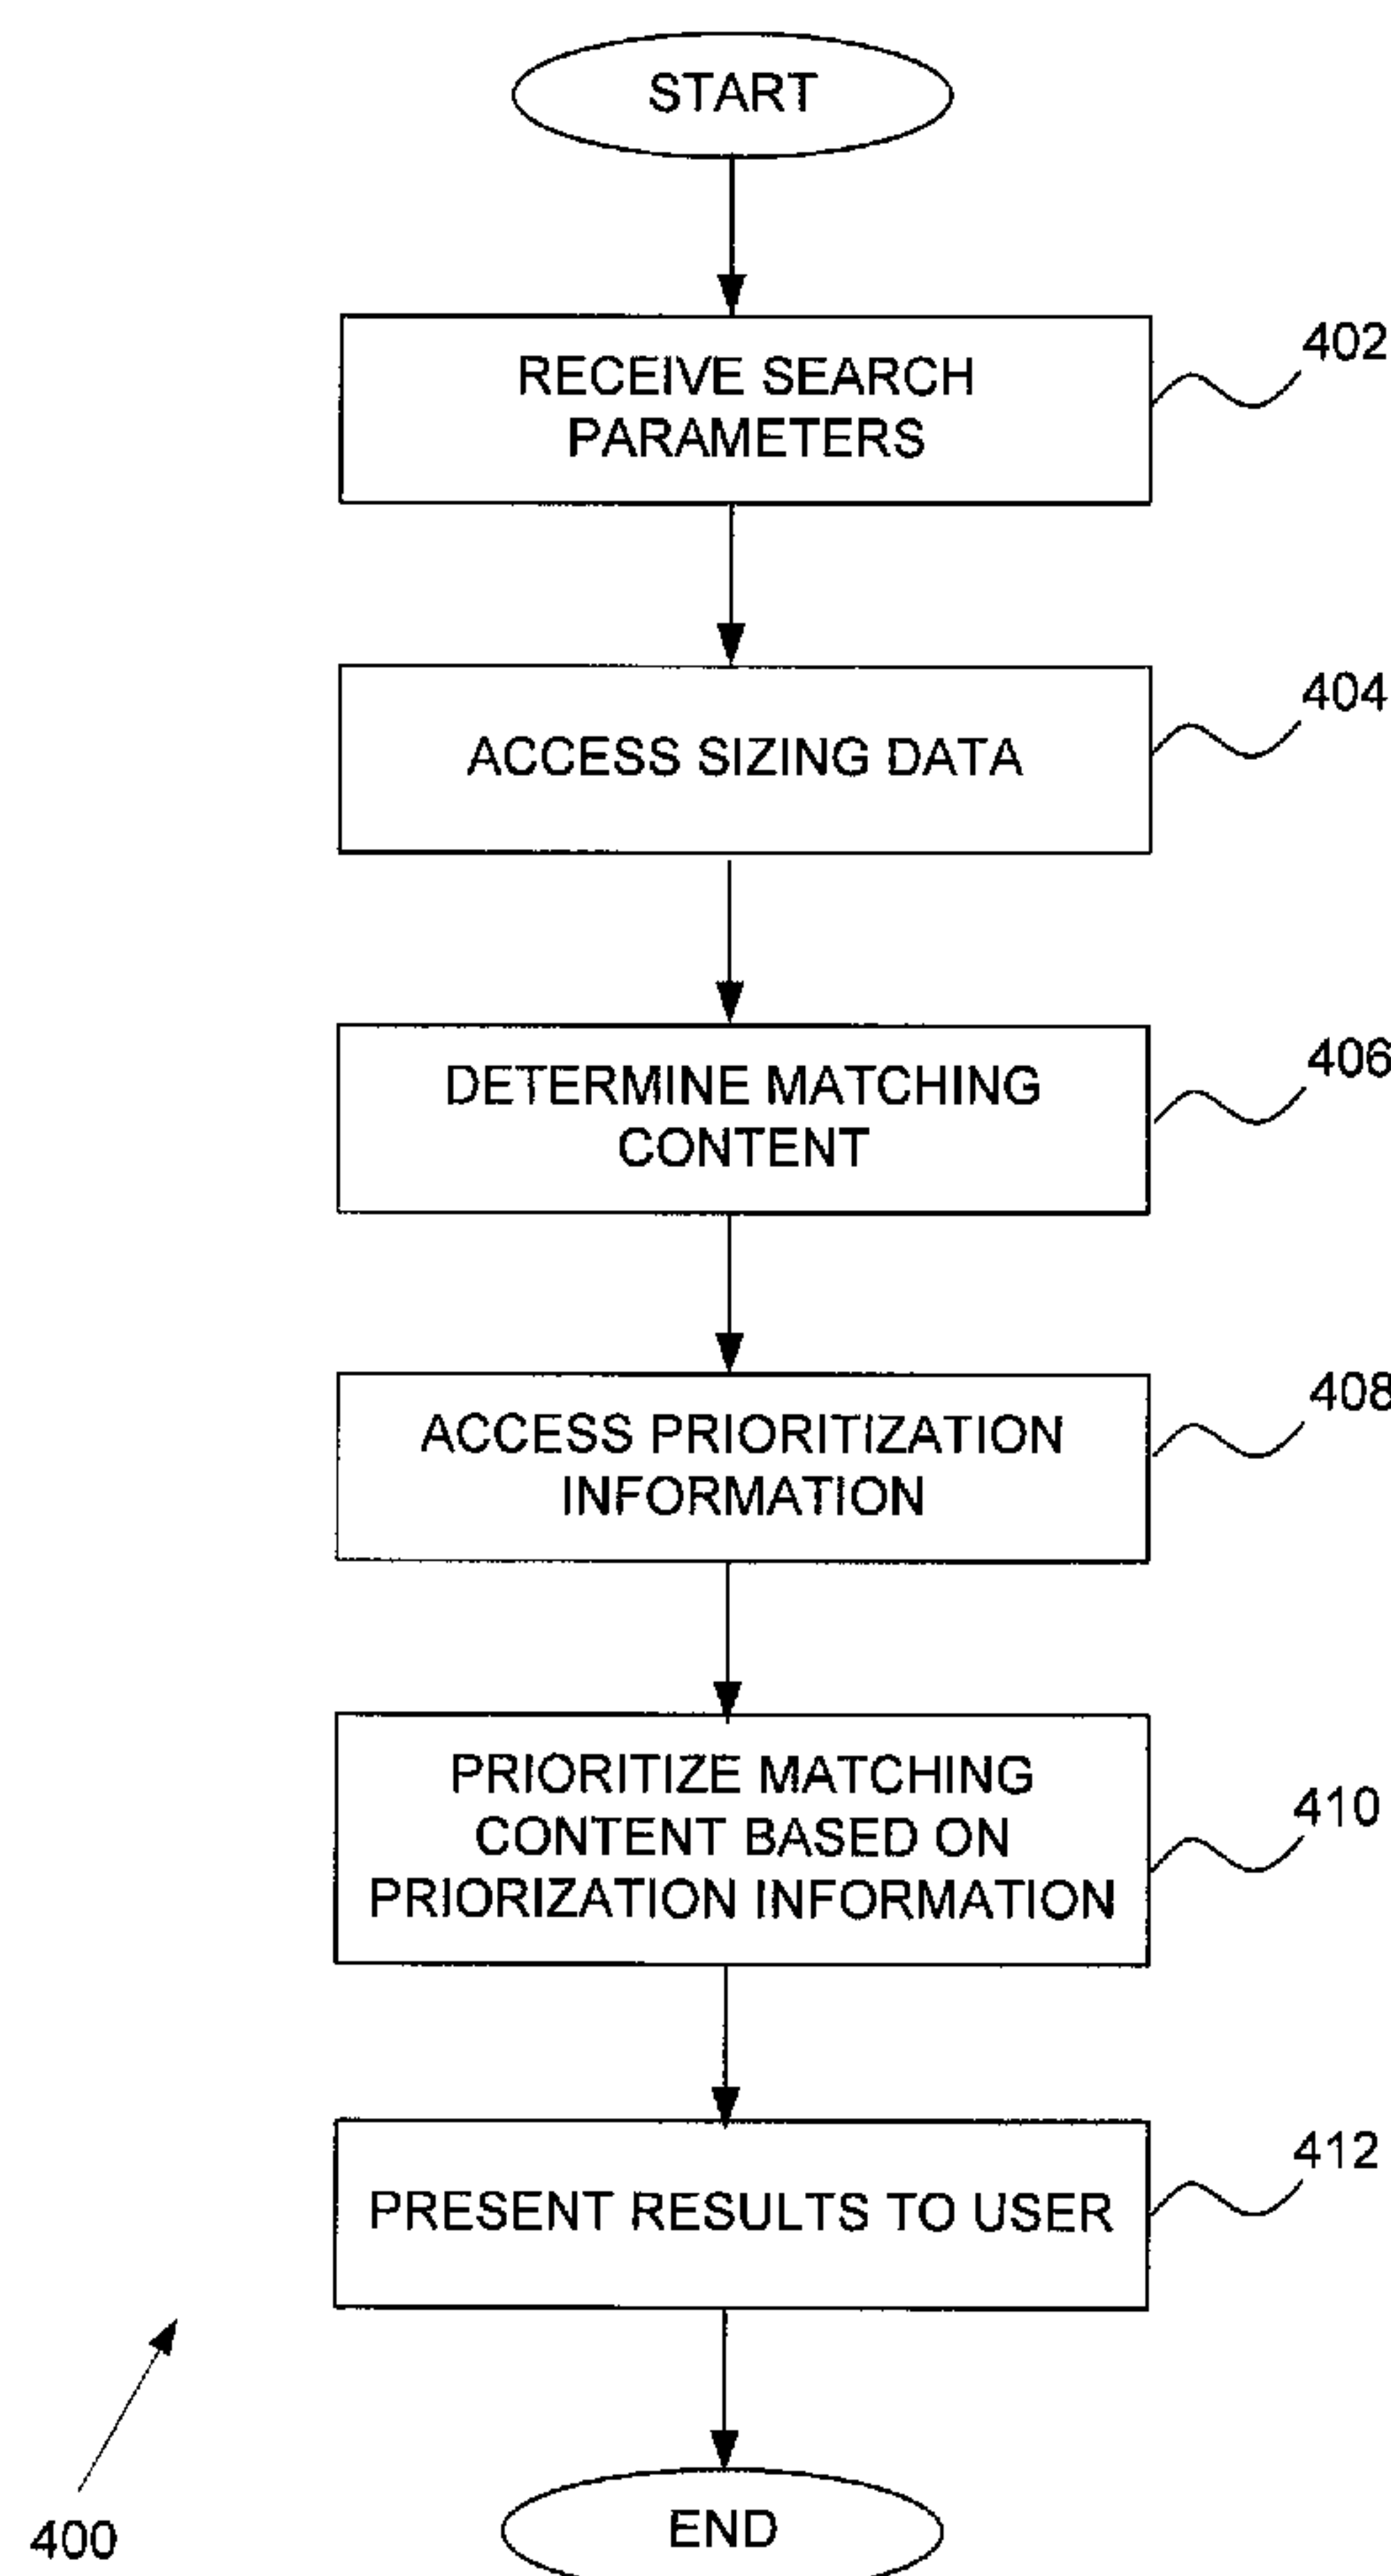 START
RECEIVE SEARCH
PARAMETERS
402
ACCESS SIZING DATA
404
DETERMINE MATCHING
CONTENT
406
ACCESS PRIORITIZATION
INFORMATION
408
PRIORITIZE MATCHING
CONTENT BASED ON
PRIORIZATION INFORMATION
410
PRESENT RESULTS TO USER
412
END
400